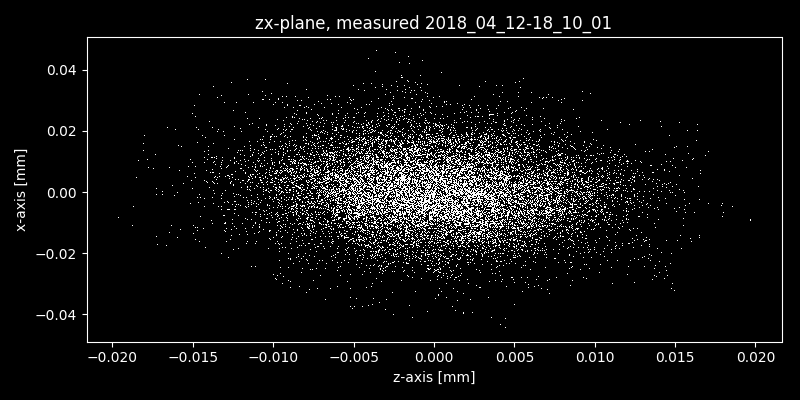 zx-plane, measured 2018_04_12-18_10_01
0.04
0.02
0.00
−0.02
−0.04
x-axis [mm]
−0.020 −0.015 −0.010 −0.005 0.000 0.005 0.010 0.015 0.020
z-axis [mm]